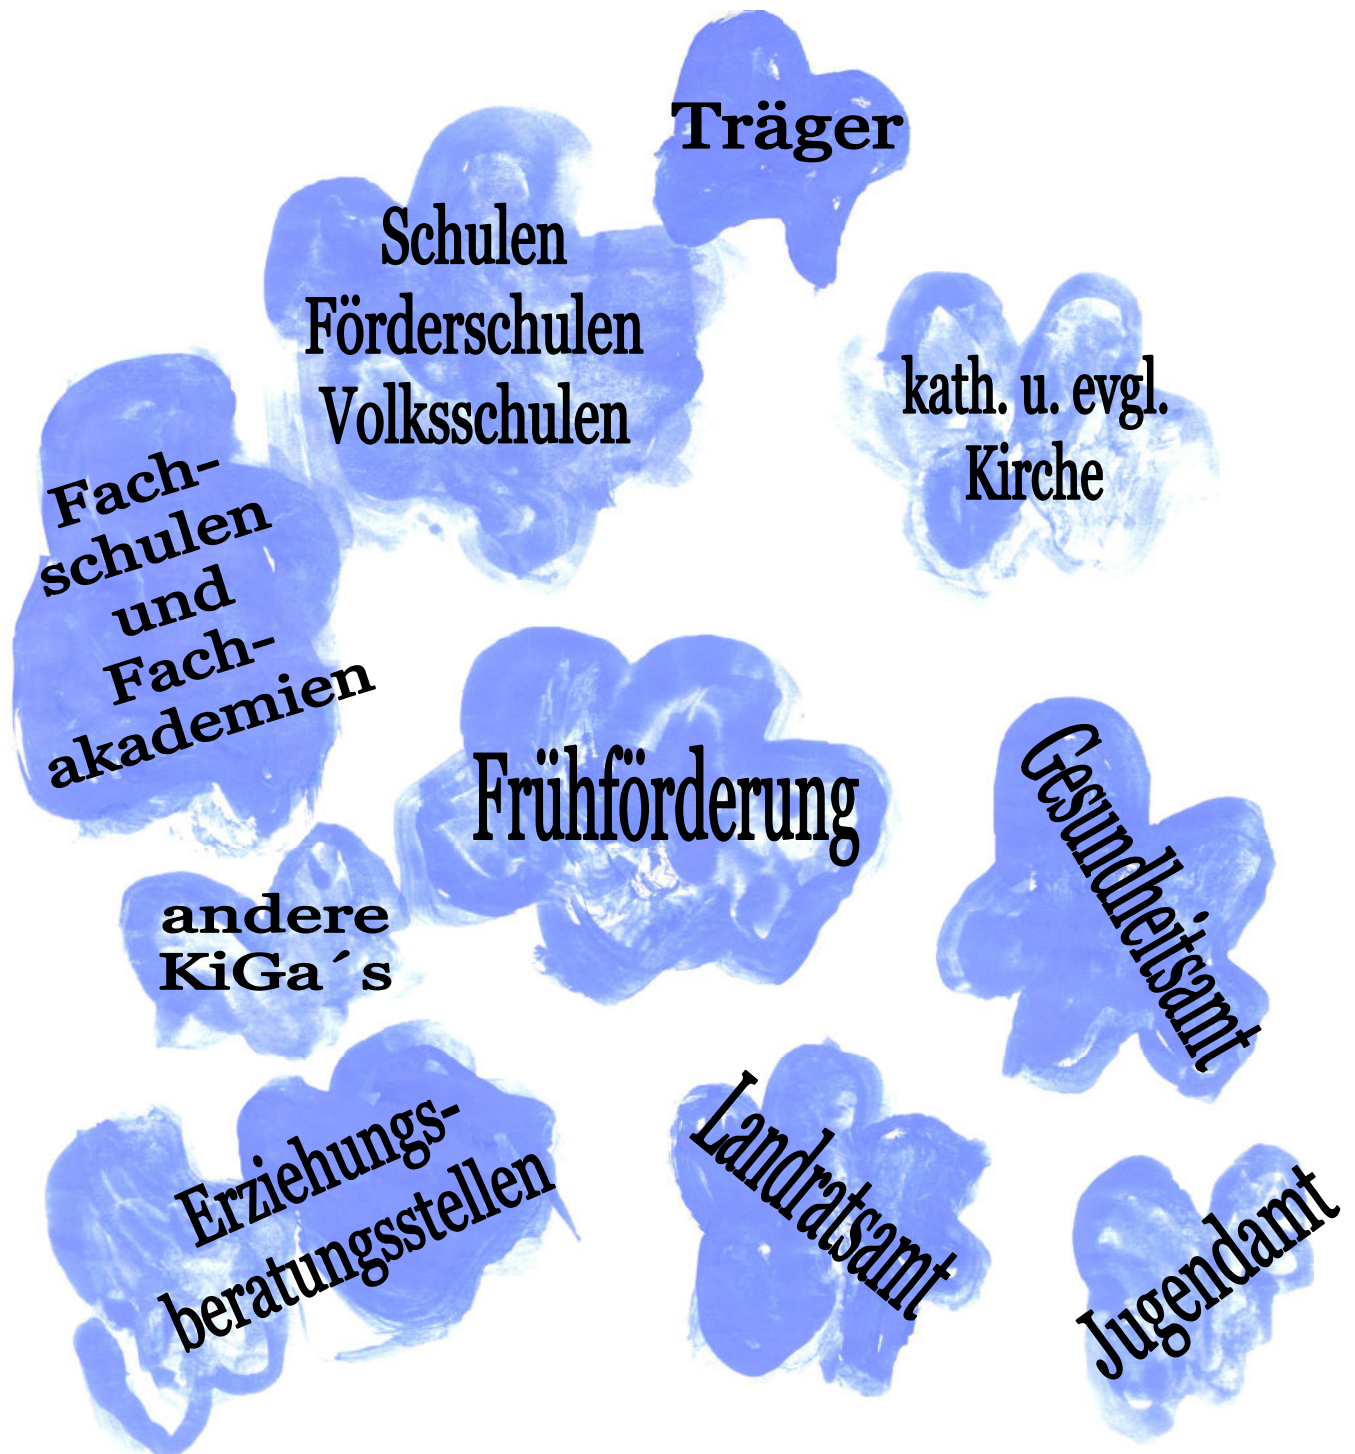 Träger
Schulen
Förderschulen
Volksschulen
kath. u. evgl.
Kirche
Fach-
schulen
und
Fach-
akademien
Frühförderung
Gesundheitsamt
andere
KiGa´s
Erziehungs-
beratungsstellen
Landratsamt
Jugendamt